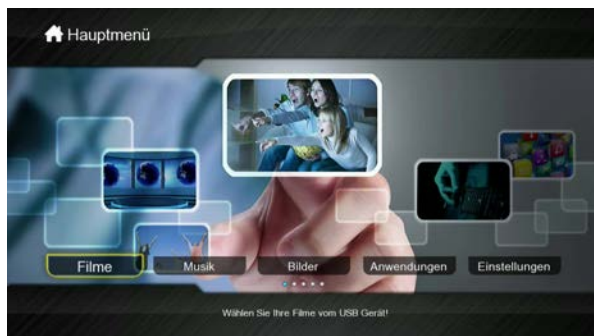 Hauptmenü
Filme Musik Bilder Anwendungen Einstellungen
Wählen Sie Ihre Filme vom USB Gerät!